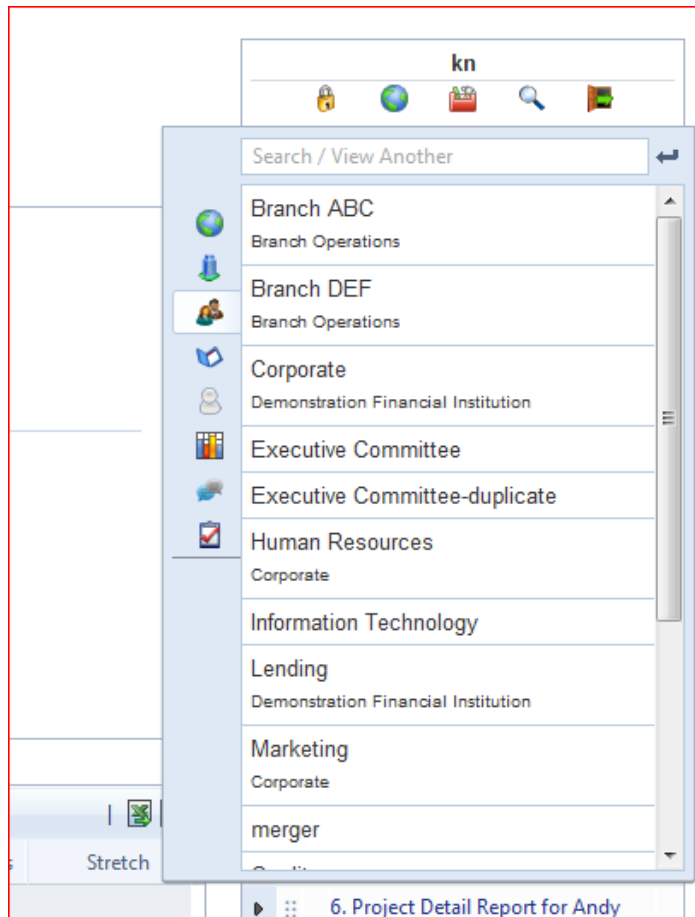 kn
Search / View Another
Branch ABC
Branch Operations
Branch DEF
Branch Operations
Corporate
Demonstration Financial Institution
Executive Committee
Executive Committee-duplicate
Human Resources
Corporate
Information Technology
Lending
Demonstration Financial Institution
Marketing
Corporate
merger
Stretch
6. Project Detail Report for Andy